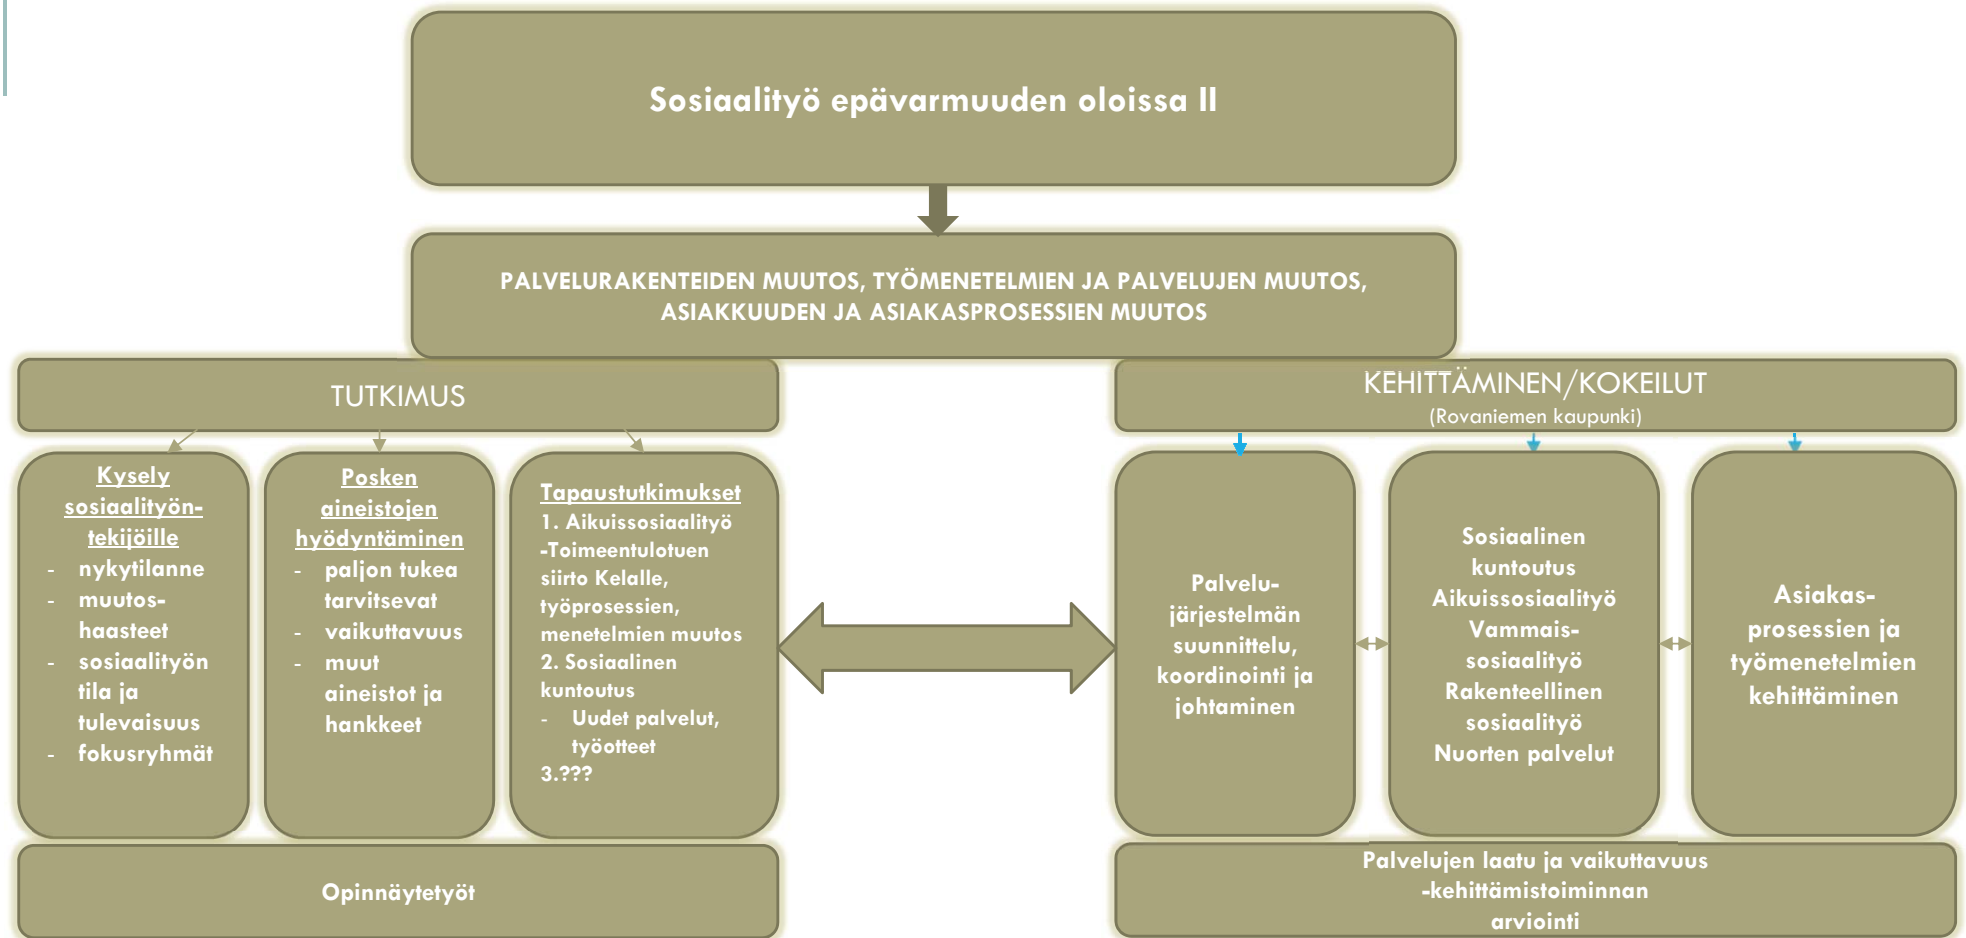 Sosiaalityö epävarmuuden oloissa II
PALVELURAKENTEIDEN MUUTOS, TYÖMENETELMIEN JA PALVELUJEN MUUTOS,
ASIAKKUUDEN JA ASIAKASPROSESSIEN MUUTOS
TUTKIMUS
Kysely
sosiaalityön-
tekijöille
- nykytilanne
- muutos-
haasteet
- sosiaalityön
tila ja
tulevaisuus
- fokusryhmät
Posken
aineistojen
hyödyntäminen
- paljon tukea
tarvitsevat
- vaikuttavuus
- muut
aineistot ja
hankkeet
Tapaustutkimukset
1. Aikuissosiaalityö
-Toimeentulotuen
siirto Kelalle,
työprosessien,
menetelmien muutos
2. Sosiaalinen
kuntoutus
- Uudet palvelut,
työotteet
3.???
Opinnäytetyöt
KEHITTÄMINEN/KOKEILUT
(Rovaniemen kaupunki)
Palvelu-
järjestelmän
suunnittelu,
koordinointi ja
johtaminen
Sosiaalinen
kuntoutus
Aikuissosiaalityö
Vammais-
sosiaalityö
Rakenteellinen
sosiaalityö
Nuorten palvelut
Asiakas-
prosessien ja
työmenetelmien
kehittäminen
Palvelujen laatu ja vaikuttavuus
-kehittämistoiminnan
arviointi